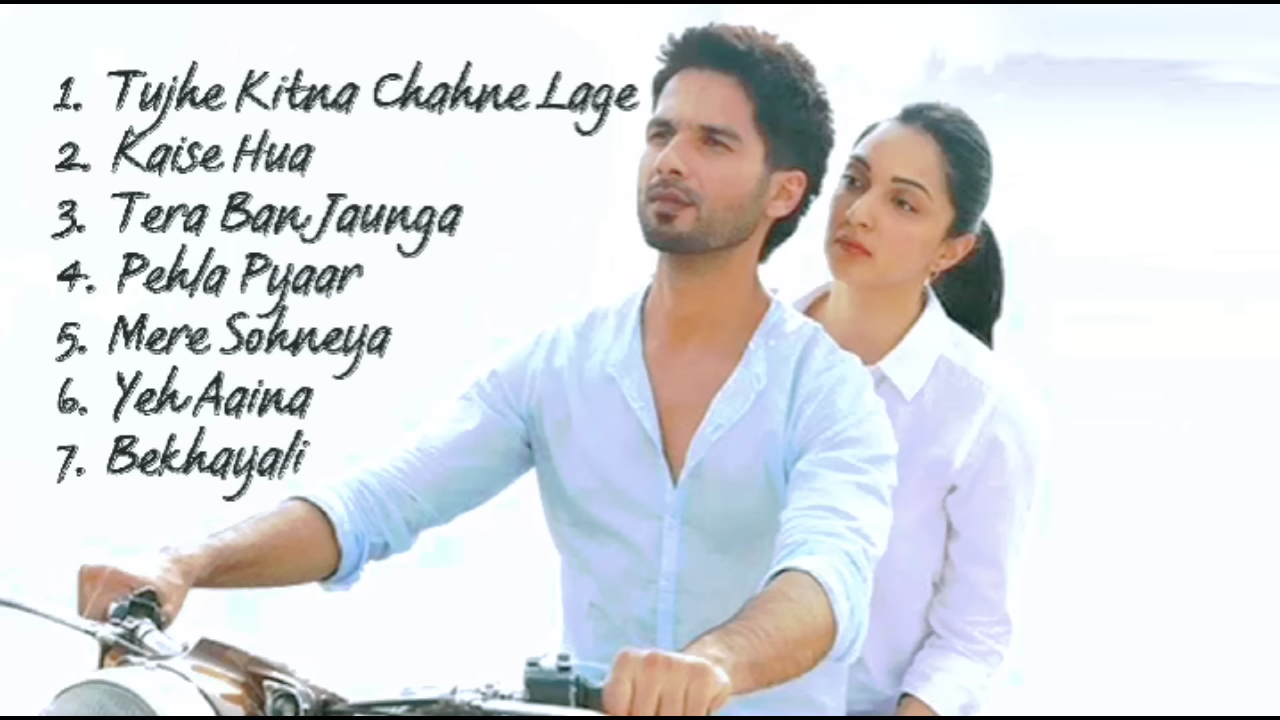 1. Tujhe Kitna Chahne Lage
2. Kaise Hua
3. Tera Ban Jaunga
4. Pehla Pyaar
5. Mere Sohneya
6. Yeh Aaina
7. Bekhayali